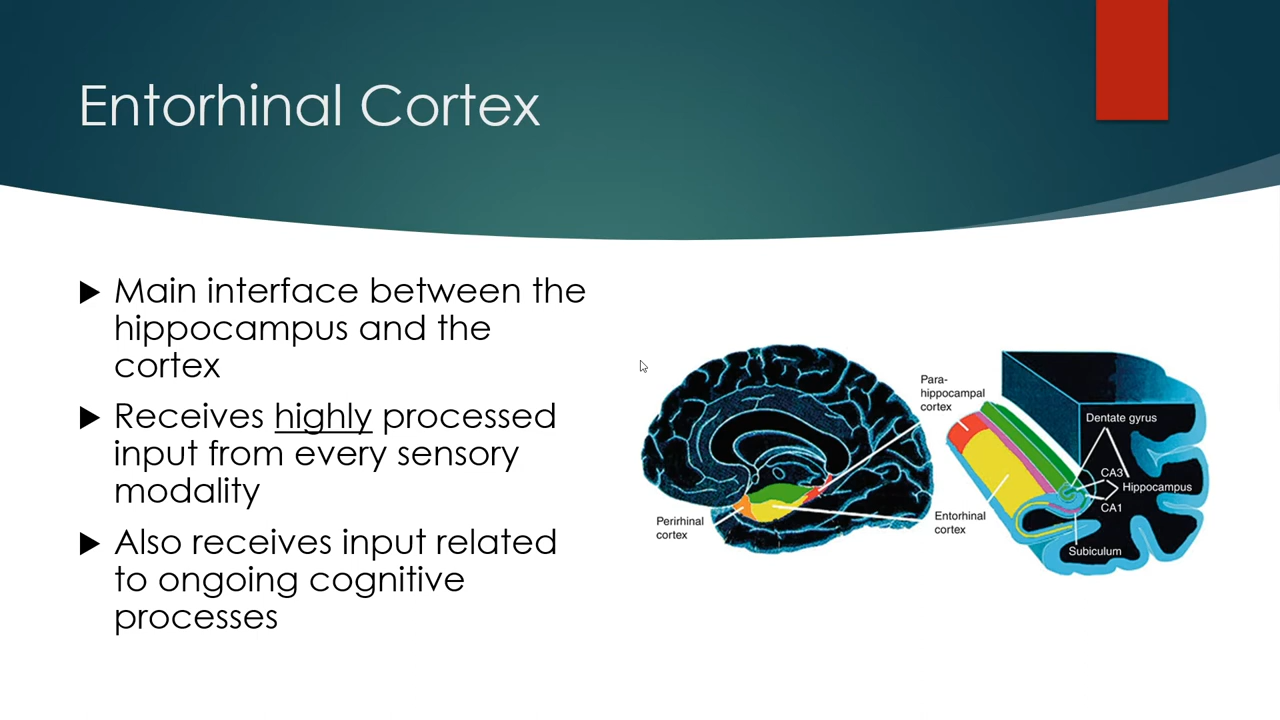 Entorhinal Cortex
Main interface between the
hippocampus and the
cortex
Receives highly processed
input from every sensory
modality
Also receives input related
to ongoing cognitive
processes
Perirhinal
cortex
Para-
hippocampal
cortex
Entorhinal
cortex
Dentate gyrus
CA3
Hippocampus
CA1
Subiculum